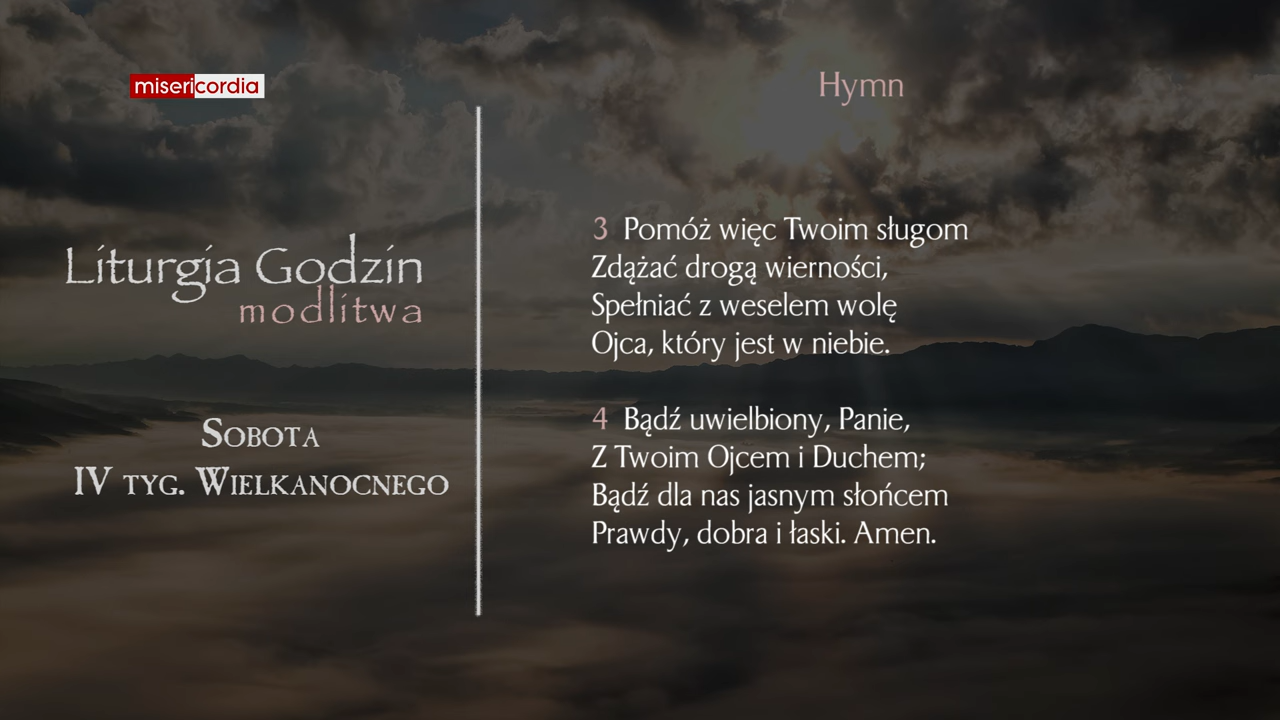 misericordia
Liturgia Godzin
modlitwa
Sobota
IV tyg. Wielkanocnego
Hymn
3 Pomóż więc Twoim sługom
Zdążać drogą wierności,
Spełniać z weselem wolę
Ojca, który jest w niebie.
4 Bądź uwielbiony, Panie,
Z Twoim Ojcem i Duchem;
Bądź dla nas jasnym słońcem
Prawdy, dobra i łaski. Amen.